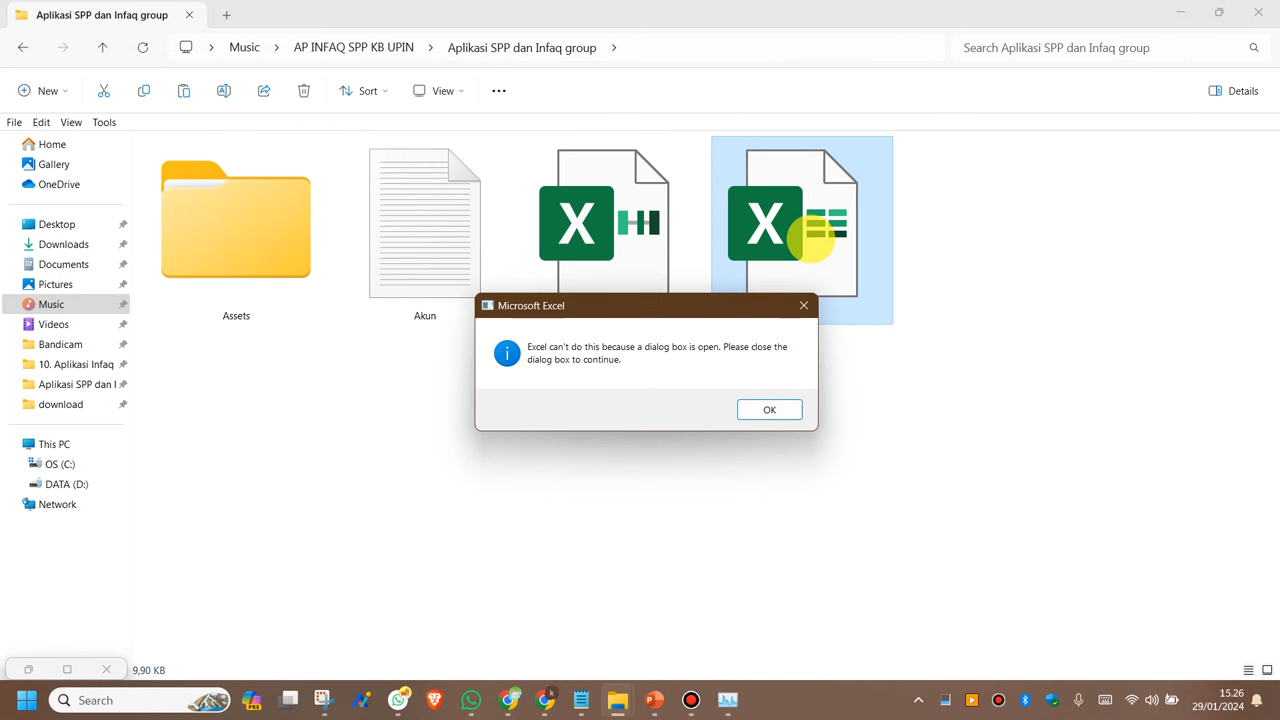 Aplikasi SPP dan Infaq group
Music
AP INFAQ SPP KB UPIN
Aplikasi SPP dan Infaq group
Search Aplikasi SPP dan Infaq group
New
Sort
View
Details
File Edit View Tools
Home
Gallery
OneDrive
Desktop
Downloads
Documents
Pictures
Music
Videos
Bandicam
10. Aplikasi Infaq
Aplikasi SPP dan I
download
This PC
OS (C:)
DATA (D:)
Network
X
X
Assets
Akun
Microsoft Excel
Excel can't do this because a dialog box is open. Please close the
dialog box to continue.
OK
9,90 KB
Search
PRE
15.26
29/01/2024